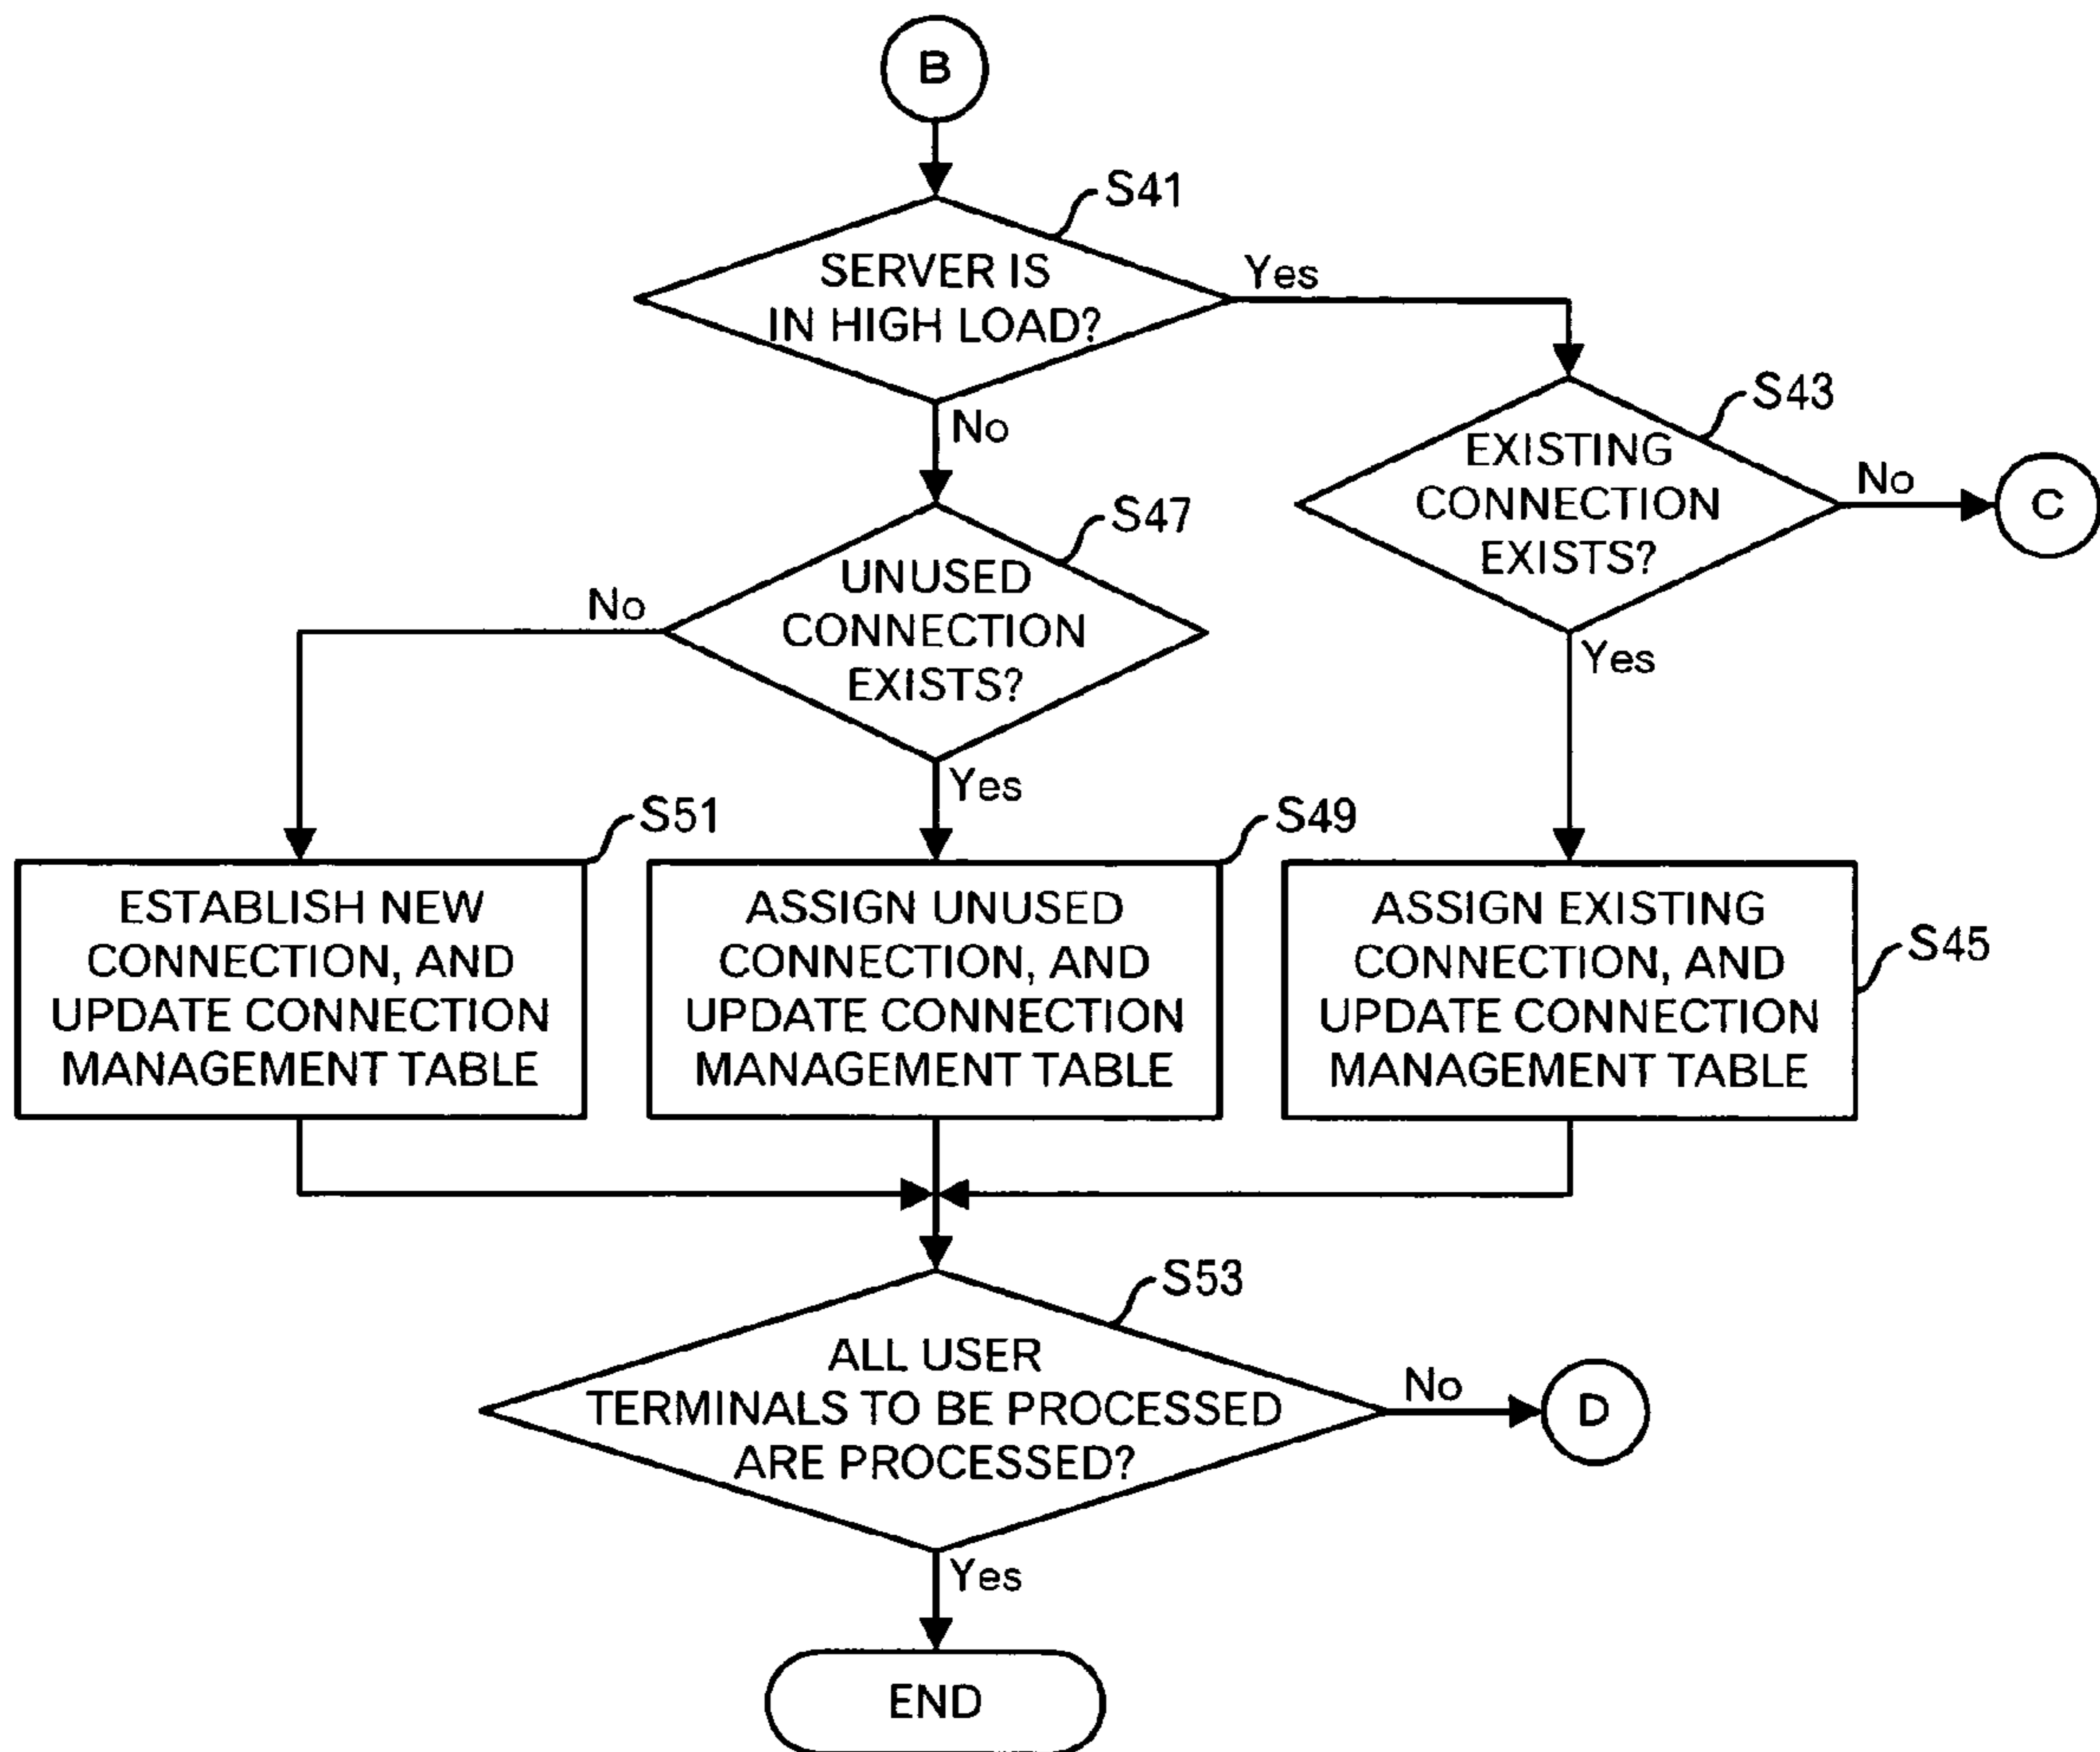 B
S41
SERVER IS
IN HIGH LOAD?
Yes
No
S43
EXISTING
CONNECTION
EXISTS?
No
C
Yes
S47
UNUSED
CONNECTION
EXISTS?
No
Yes
S51
ESTABLISH NEW
CONNECTION, AND
UPDATE CONNECTION
MANAGEMENT TABLE
S49
ASSIGN UNUSED
CONNECTION, AND
UPDATE CONNECTION
MANAGEMENT TABLE
S45
ASSIGN EXISTING
CONNECTION, AND
UPDATE CONNECTION
MANAGEMENT TABLE
S53
ALL USER
TERMINALS TO BE PROCESSED
ARE PROCESSED?
No
D
Yes
END